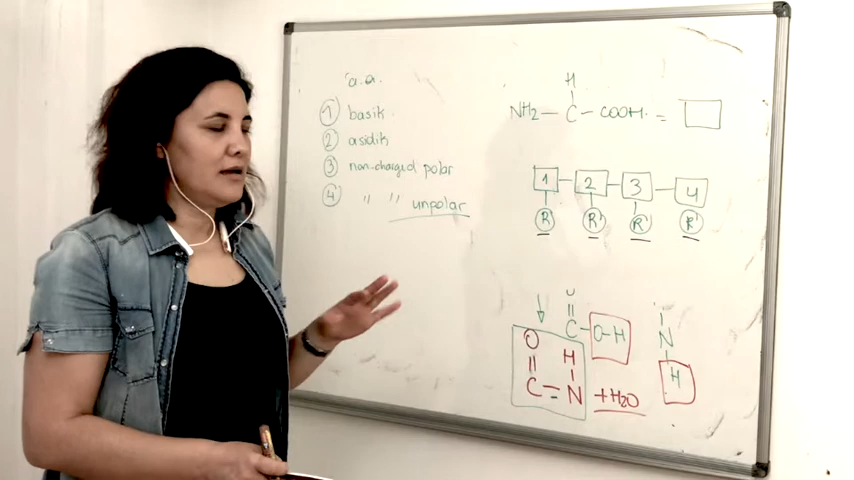 a.a.
1 basik
2 asidik
3 non-charged polar
4 " " unpolar
H
NH2 — C — COOH =
1 — 2 — 3 — 4
R R' R' R'
O
C - O-H N
O H H
C = N + H2O